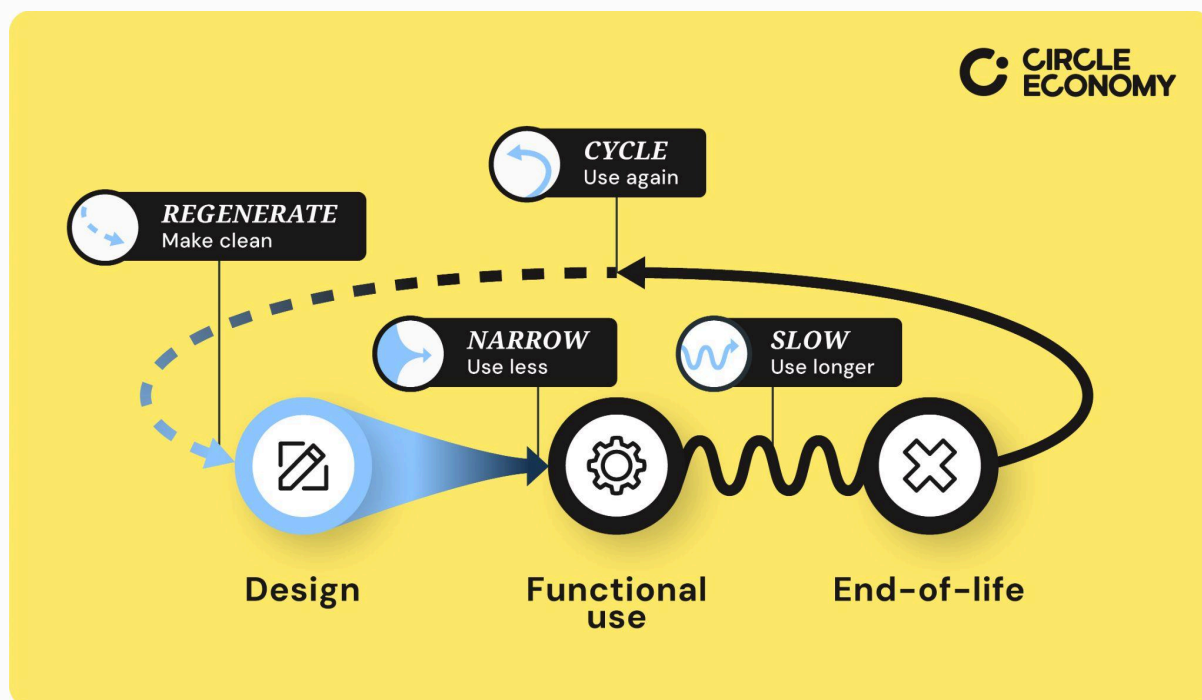 CIRCLE
ECONOMY
CYCLE
Use again
REGENERATE
Make clean
NARROW
Use less
SLOW
Use longer
Design
Functional
use
End-of-life